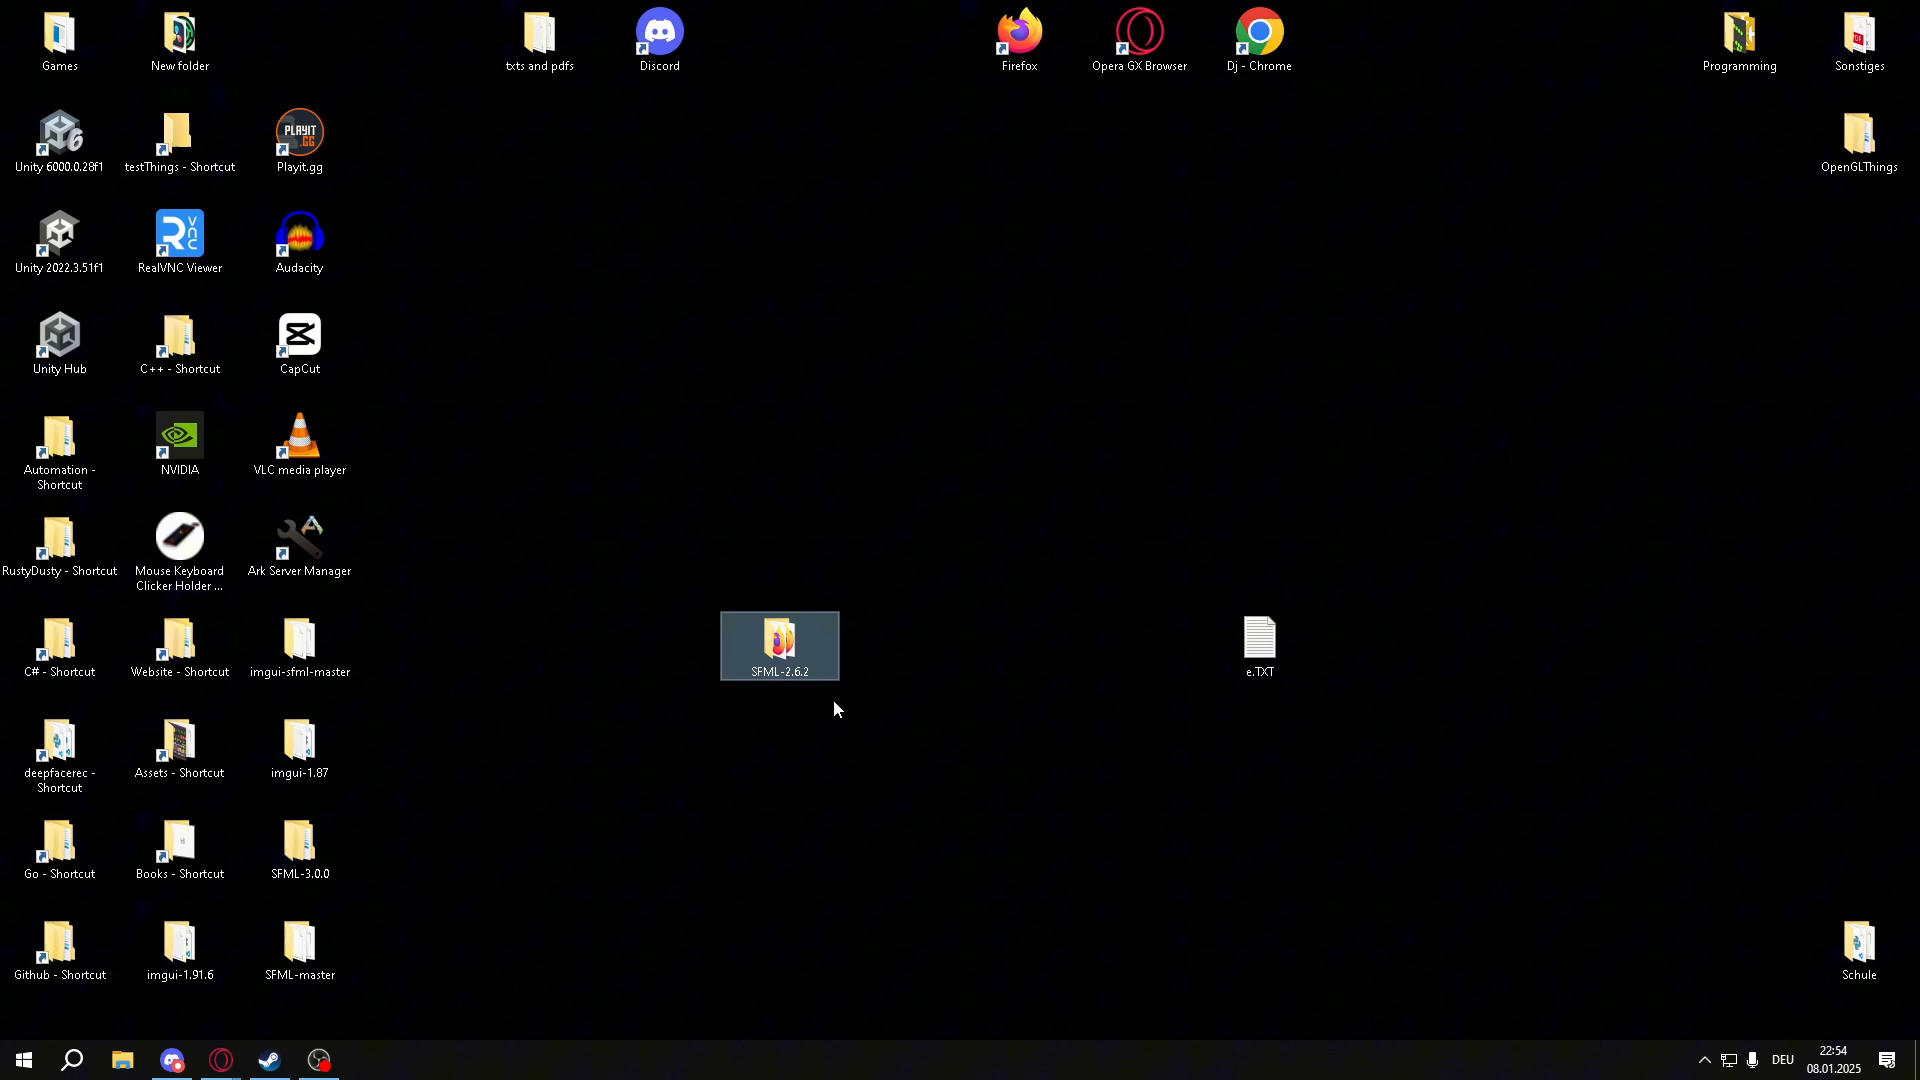 Games
New folder
txts and pdfs
Discord
Firefox
Opera GX Browser
Dj - Chrome
Programming
Sonstiges
Unity 6000.0.28f1
testThings - Shortcut
PLAYIT
.GG
Playit.gg
OpenGLThings
Unity 2022.3.51f1
RealVNC Viewer
Audacity
Unity Hub
C++ - Shortcut
CapCut
Automation -
Shortcut
NVIDIA
VLC media player
RustyDusty - Shortcut
Mouse Keyboard
Clicker Holder ...
Ark Server Manager
C# - Shortcut
Website - Shortcut
imgui-sfml-master
SFML-2.6.2
e.TXT
deepfacerec -
Shortcut
Assets - Shortcut
imgui-1.87
Go - Shortcut
Books - Shortcut
SFML-3.0.0
Github - Shortcut
imgui-1.91.6
SFML-master
Schule
DEU
22:54
08.01.2025